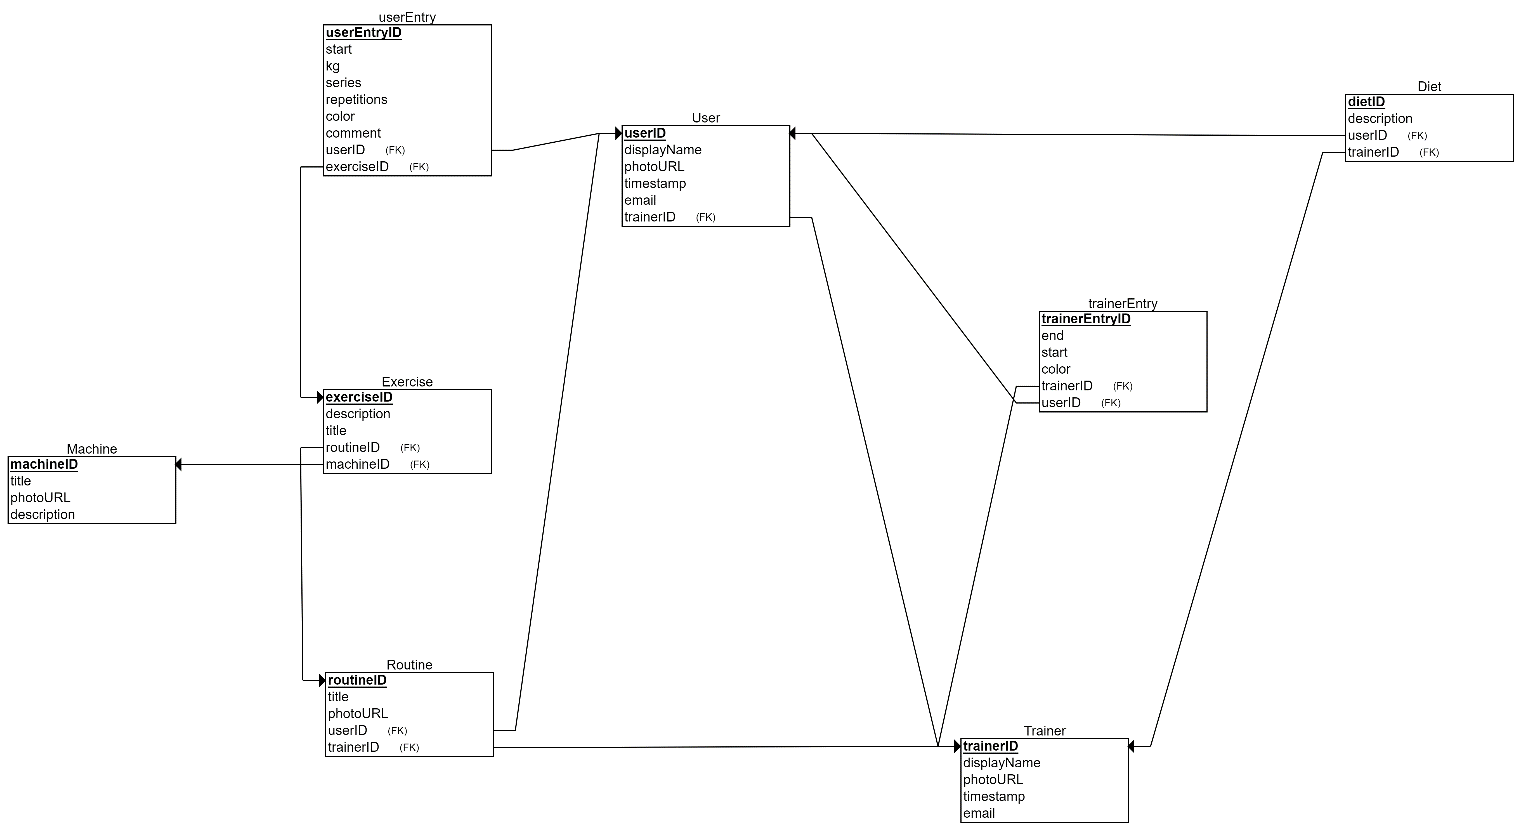 userEntry
userEntryID
start
kg
series
repetitions
color
comment
userID (FK)
exerciseID (FK)
User
userID
displayName
photoURL
timestamp
email
trainerID (FK)
Diet
dietID
description
userID (FK)
trainerID (FK)
trainerEntry
trainerEntryID
end
start
color
trainerID (FK)
userID (FK)
Exercise
exerciseID
description
title
routineID (FK)
machineID (FK)
Machine
machineID
title
photoURL
description
Routine
routineID
title
photoURL
userID (FK)
trainerID (FK)
Trainer
trainerID
displayName
photoURL
timestamp
email